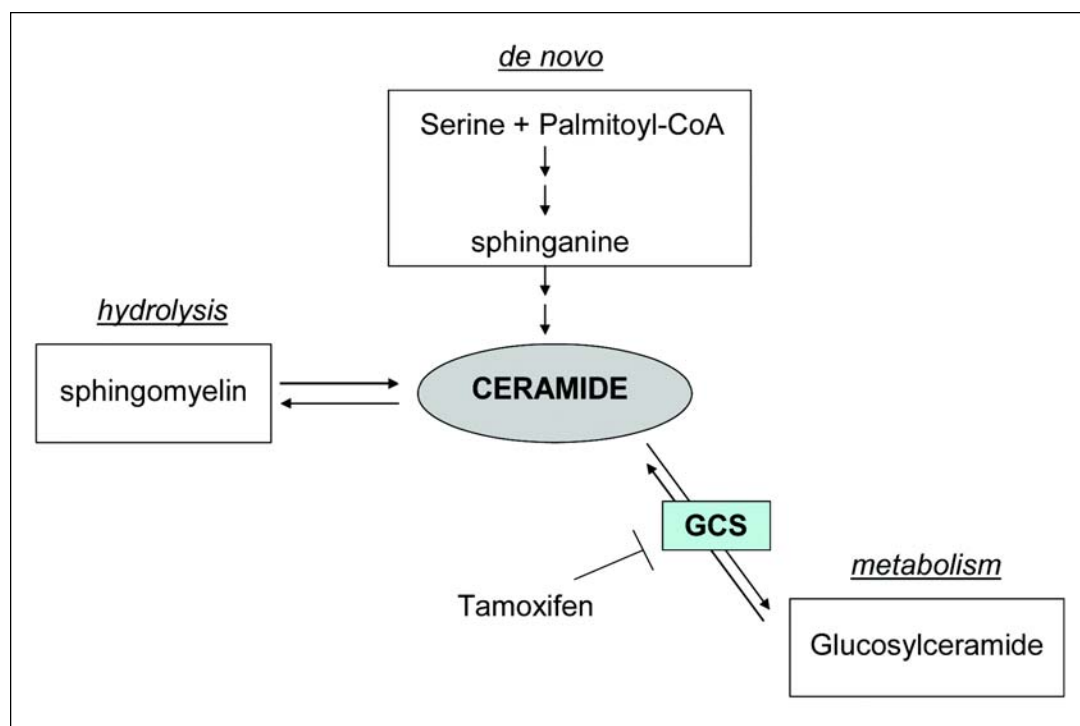 de novo
Serine + Palmitoyl-CoA
sphinganine
hydrolysis
sphingomyelin
CERAMIDE
GCS
Tamoxifen
metabolism
Glucosylceramide